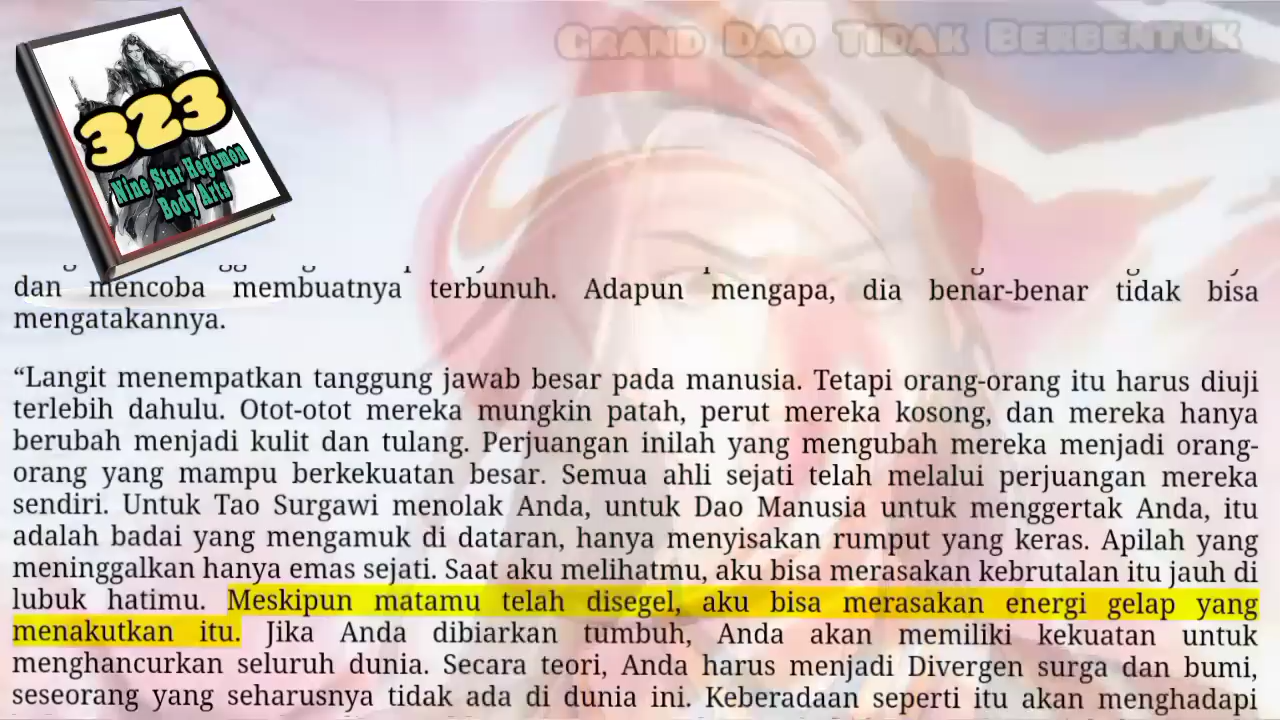 GRAND DAO TIDAK BERBENTUK
323
Nine Star Hegemon
Body Arts
dan mencoba membuatnya terbunuh. Adapun mengapa, dia benar-benar tidak bisa
mengatakannya.
“Langit menempatkan tanggung jawab besar pada manusia. Tetapi orang-orang itu harus diuji
terlebih dahulu. Otot-otot mereka mungkin patah, perut mereka kosong, dan mereka hanya
berubah menjadi kulit dan tulang. Perjuangan inilah yang mengubah mereka menjadi orang-
orang yang mampu berkekuatan besar. Semua ahli sejati telah melalui perjuangan mereka
sendiri. Untuk Tao Surgawi menolak Anda, untuk Dao Manusia untuk menggertak Anda, itu
adalah badai yang mengamuk di dataran, hanya menyisakan rumput yang keras. Apilah yang
meninggalkan hanya emas sejati. Saat aku melihatmu, aku bisa merasakan kebrutalan itu jauh di
lubuk hatimu. Meskipun matamu telah disegel, aku bisa merasakan energi gelap yang
menakutkan itu. Jika Anda dibiarkan tumbuh, Anda akan memiliki kekuatan untuk
menghancurkan seluruh dunia. Secara teori, Anda harus menjadi Divergen surga dan bumi,
seseorang yang seharusnya tidak ada di dunia ini. Keberadaan seperti itu akan menghadapi